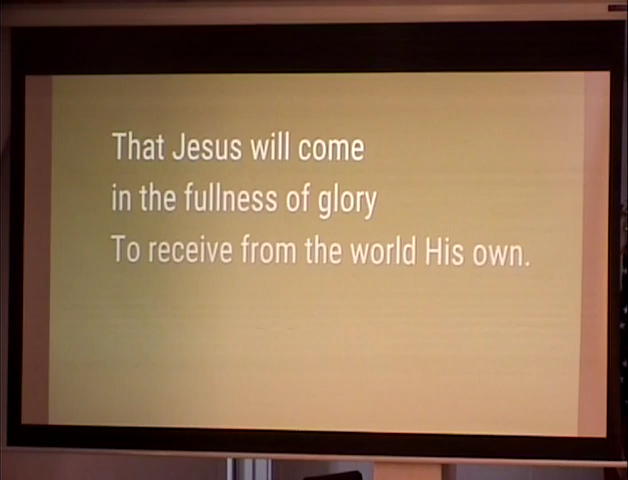 That Jesus will come
in the fullness of glory
To receive from the world His own.